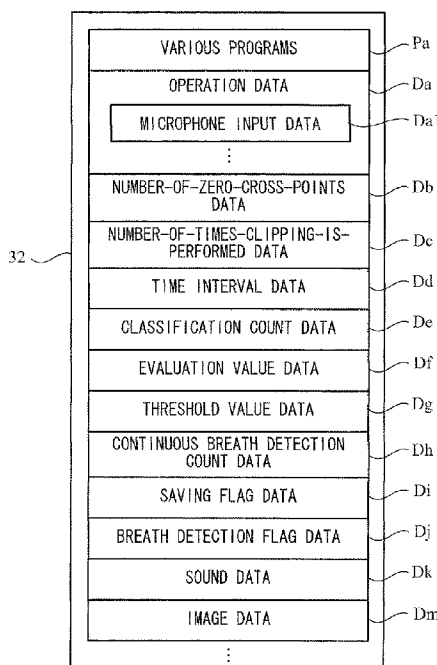 VARIOUS PROGRAMS Pa
OPERATION DATA Da
MICROPHONE INPUT DATA Da1
⋮
NUMBER-OF-ZERO-CROSS-POINTS
DATA Db
NUMBER-OF-TIMES-CLIPPING-IS-
PERFORMED DATA Dc
32
TIME INTERVAL DATA Dd
CLASSIFICATION COUNT DATA De
EVALUATION VALUE DATA Df
THRESHOLD VALUE DATA Dg
CONTINUOUS BREATH DETECTION
COUNT DATA Dh
SAVING FLAG DATA Di
BREATH DETECTION FLAG DATA Dj
SOUND DATA Dk
IMAGE DATA Dm
⋮